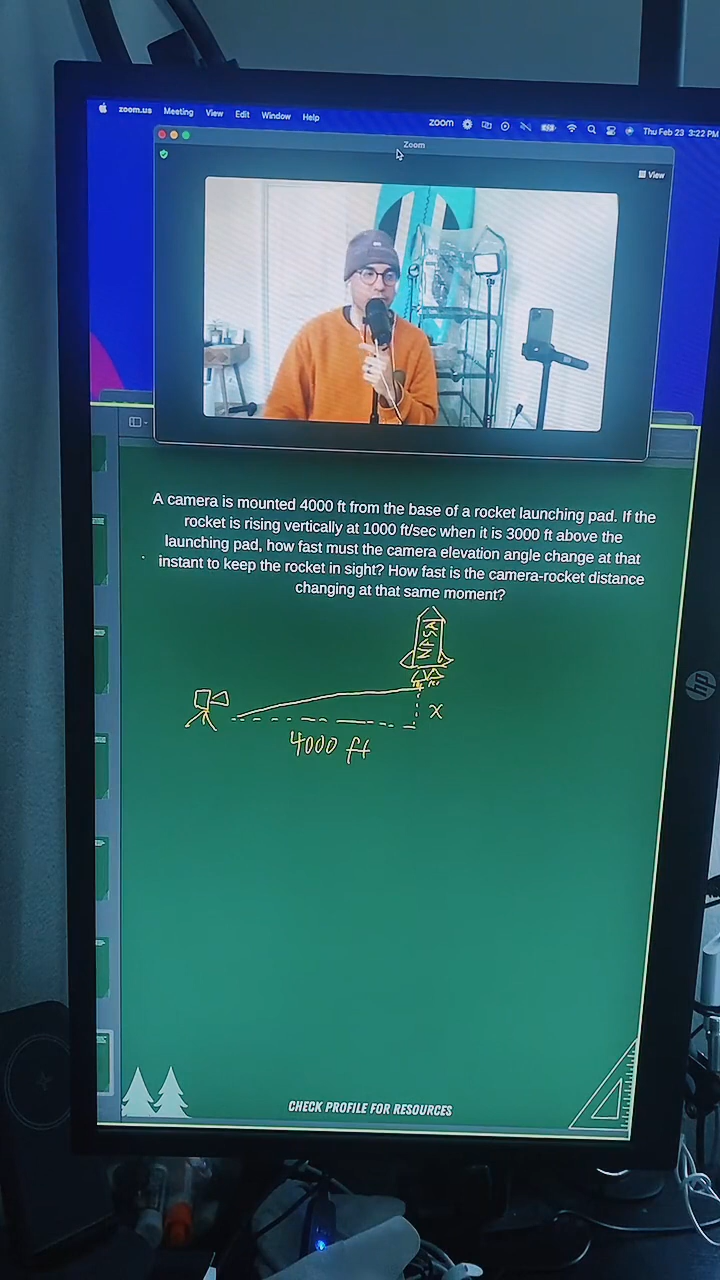 zoom.us Meeting View Edit Window Help zoom Thu Feb 23 3:22 PM
Zoom
View
A camera is mounted 4000 ft from the base of a rocket launching pad. If the
rocket is rising vertically at 1000 ft/sec when it is 3000 ft above the
launching pad, how fast must the camera elevation angle change at that
instant to keep the rocket in sight? How fast is the camera-rocket distance
changing at that same moment?
NASA
x
4000 ft
hp
CHECK PROFILE FOR RESOURCES